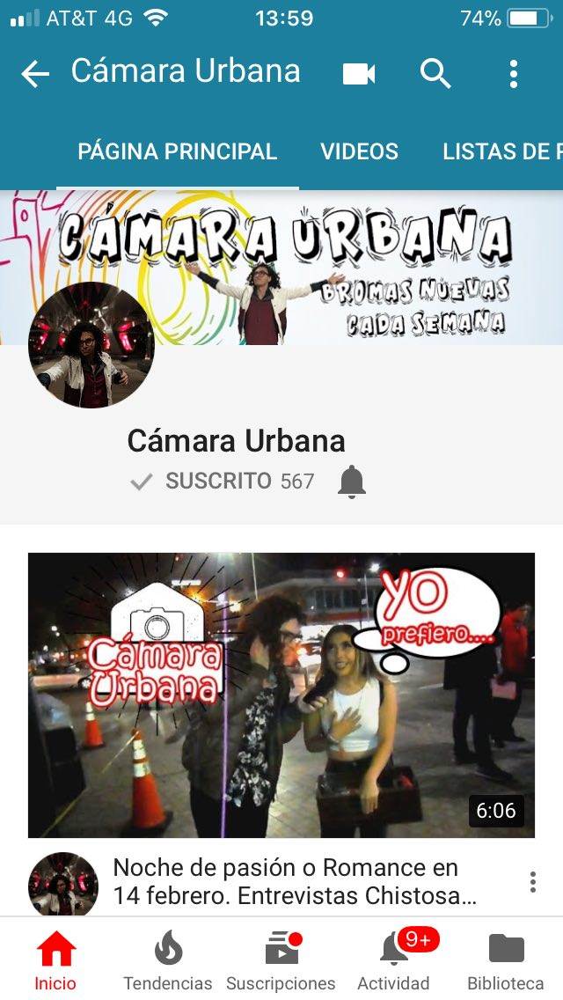 AT&T 4G 13:59 74%
Cámara Urbana
PÁGINA PRINCIPAL VIDEOS LISTAS DE
CÁMARA URBANA
BROMAS NUEVAS
CADA SEMANA
Cámara Urbana
SUSCRITO 567
YO
prefiero....
Cámara
Urbana
6:06
Noche de pasión o Romance en
14 febrero. Entrevistas Chistosa...
9+
Inicio Tendencias Suscripciones Actividad Biblioteca